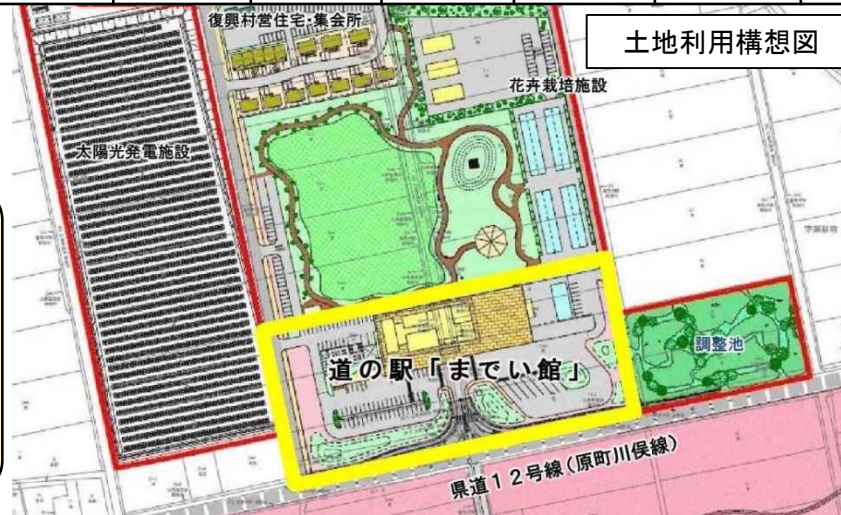 復興村営住宅・集会所
土地利用構想図
花卉栽培施設
太陽光発電施設
調整池
道の駅「までい館」
県道12号線(原町川俣線)